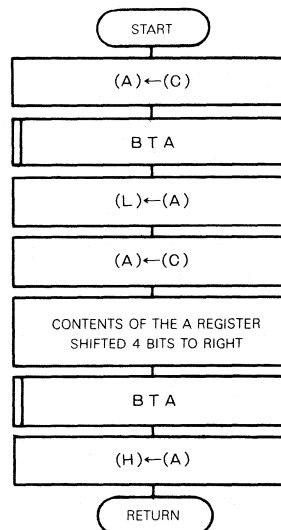 START
(A)←(C)
BTA
(L)←(A)
(A)←(C)
CONTENTS OF THE A REGISTER
SHIFTED 4 BITS TO RIGHT
BTA
(H)←(A)
RETURN